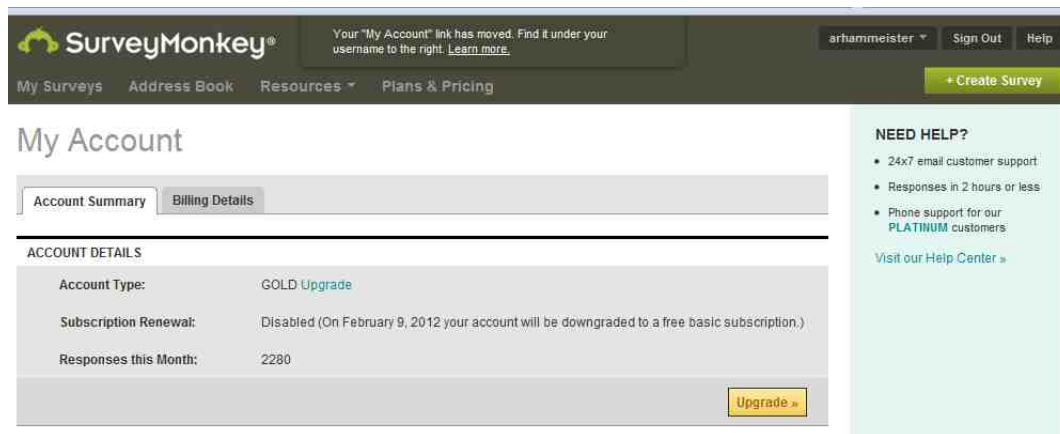 SurveyMonkey®
Your "My Account" link has moved. Find it under your
username to the right. Learn more.
arhammeister Sign Out Help
My Surveys Address Book Resources Plans & Pricing
+ Create Survey
My Account
Account Summary Billing Details
ACCOUNT DETAILS
Account Type: GOLD Upgrade
Subscription Renewal: Disabled (On February 9, 2012 your account will be downgraded to a free basic subscription.)
Responses this Month: 2280
Upgrade »
NEED HELP?
• 24x7 email customer support
• Responses in 2 hours or less
• Phone support for our
PLATINUM customers
Visit our Help Center »